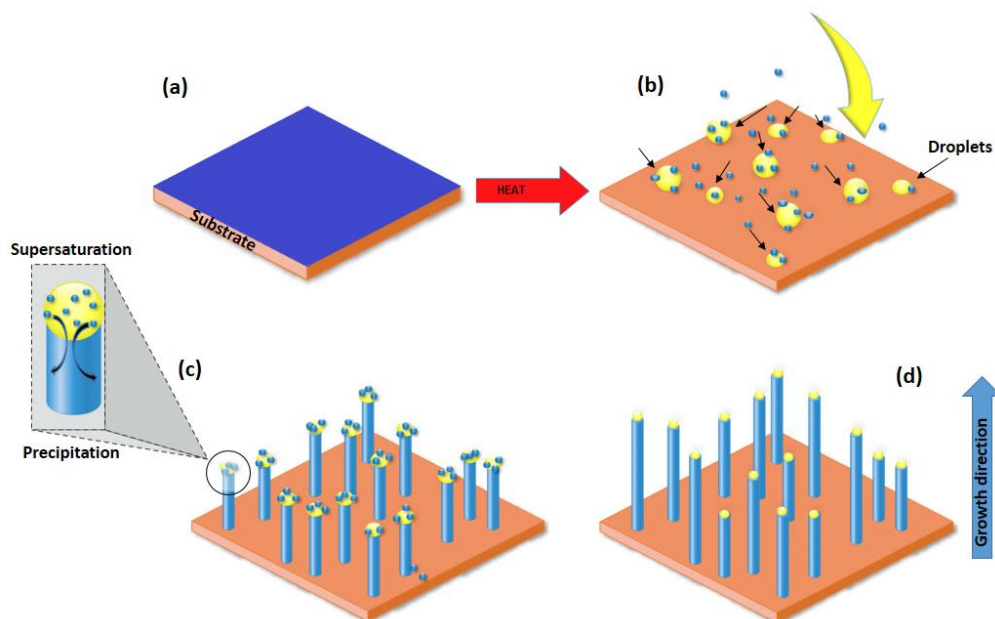 (a)
Substrate
HEAT
(b)
Droplets
Supersaturation
Precipitation
(c)
(d)
Growth direction